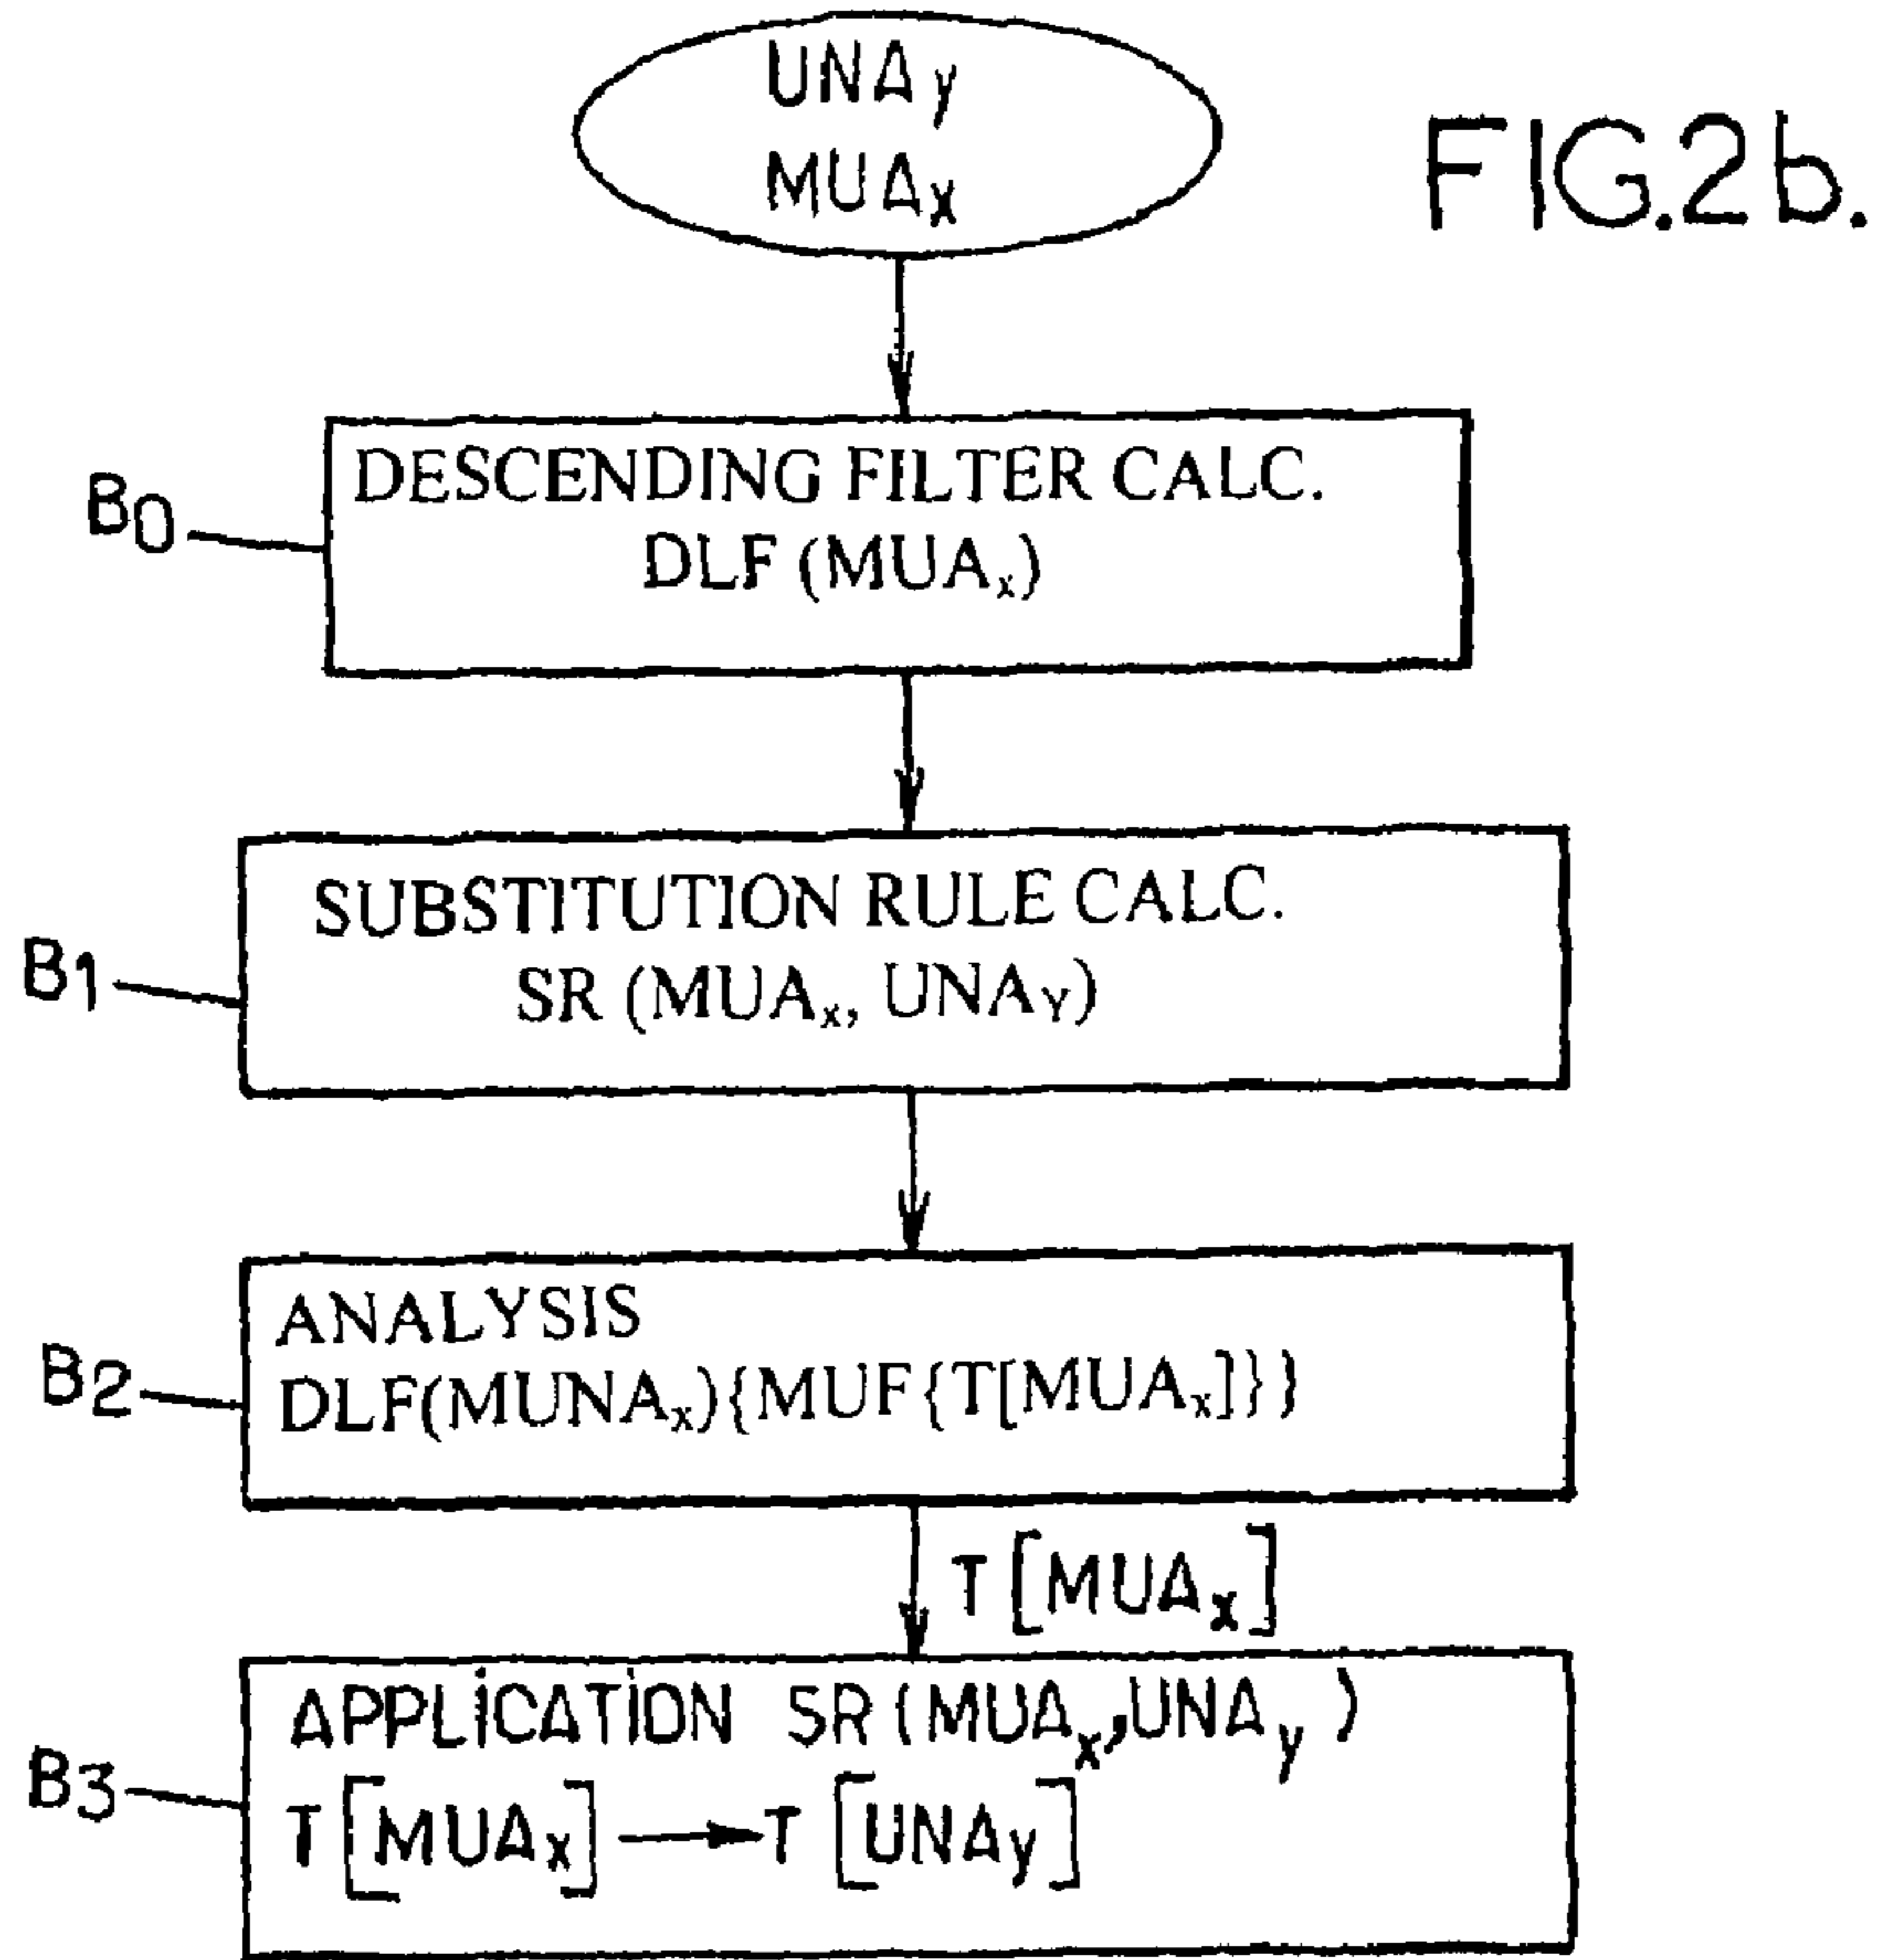 UNAy
MUAx
FIG.2b.
B0
DESCENDING FILTER CALC.
DLF (MUAx)
B1
SUBSTITUTION RULE CALC.
SR (MUAx, UNAY)
B2
ANALYSIS
DLF(MUNAx){MUF{T[MUAx]}}
T[MUAx]
B3
APPLICATION SR(MUAx,UNAy)
T[MUAx] → T[UNAy]